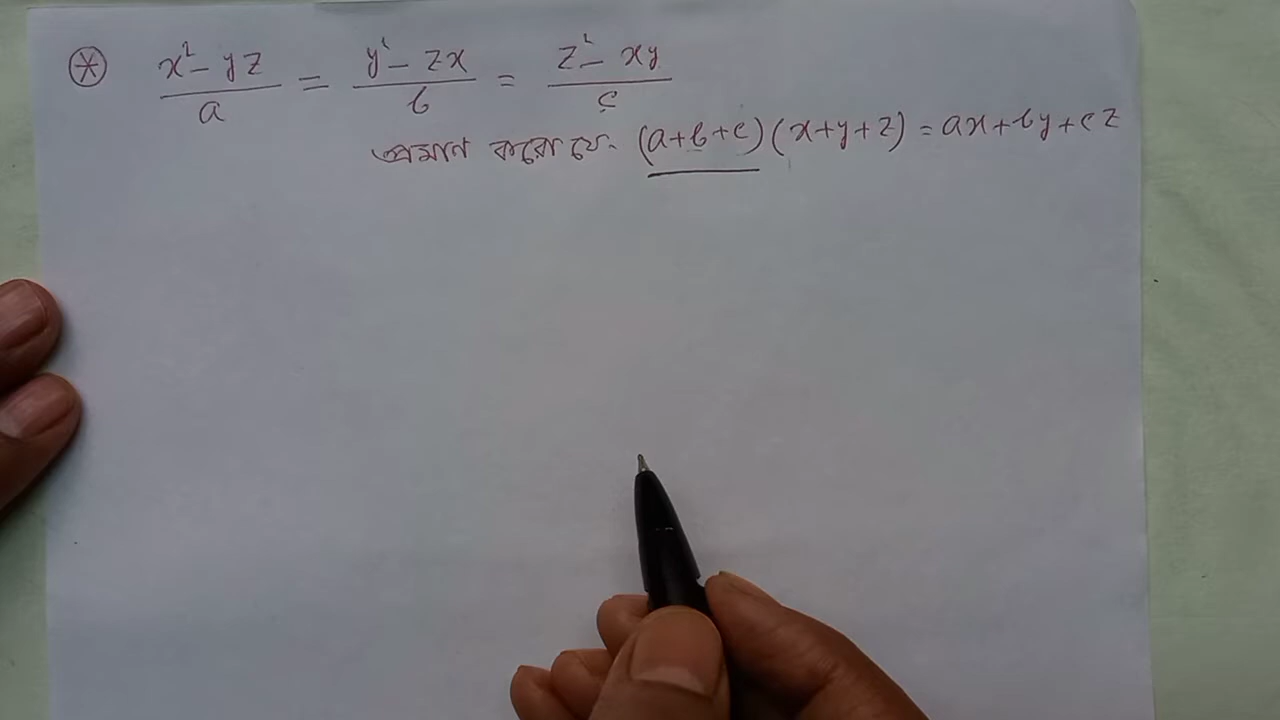 ⊛ (x² - yz)/a = (y² - zx)/b = (z² - xy)/c
প্রমাণ করো যে- (a+b+c)(x+y+z) = ax+by+cz